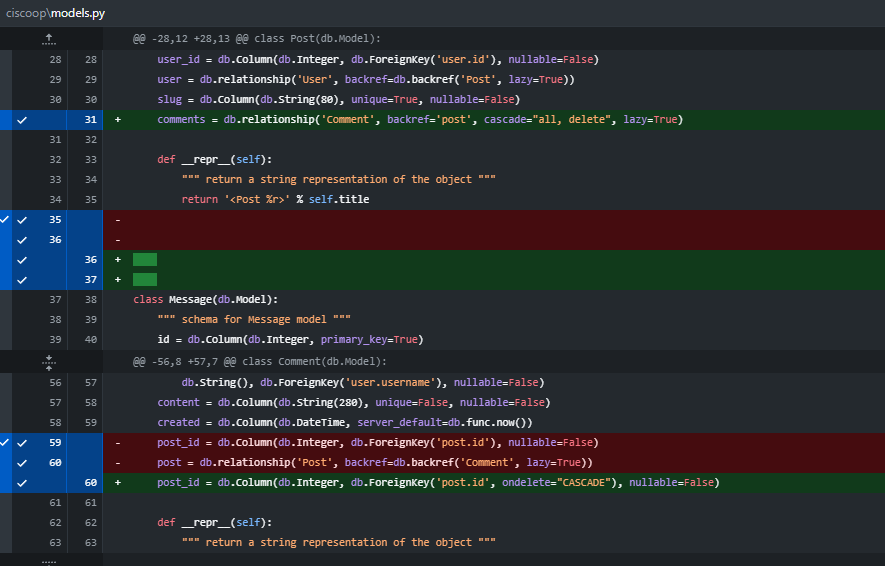 ciscoop\models.py
@@ -28,12 +28,13 @@ class Post(db.Model):
28 28 user_id = db.Column(db.Integer, db.ForeignKey('user.id'), nullable=False)
29 29 user = db.relationship('User', backref=db.backref('Post', lazy=True))
30 30 slug = db.Column(db.String(80), unique=True, nullable=False)
31 + comments = db.relationship('Comment', backref='post', cascade="all, delete", lazy=True)
31 32
32 33 def __repr__(self):
33 34 """ return a string representation of the object """
34 35 return '<Post %r>' % self.title
35 -
36 -
36 +
37 +
37 38 class Message(db.Model):
38 39 """ schema for Message model """
39 40 id = db.Column(db.Integer, primary_key=True)
@@ -56,8 +57,7 @@ class Comment(db.Model):
56 57 db.String(), db.ForeignKey('user.username'), nullable=False)
57 58 content = db.Column(db.String(280), unique=False, nullable=False)
58 59 created = db.Column(db.DateTime, server_default=db.func.now())
59 - post_id = db.Column(db.Integer, db.ForeignKey('post.id'), nullable=False)
60 - post = db.relationship('Post', backref=db.backref('Comment', lazy=True))
60 + post_id = db.Column(db.Integer, db.ForeignKey('post.id', ondelete="CASCADE"), nullable=False)
61 61
62 62 def __repr__(self):
63 63 """ return a string representation of the object """